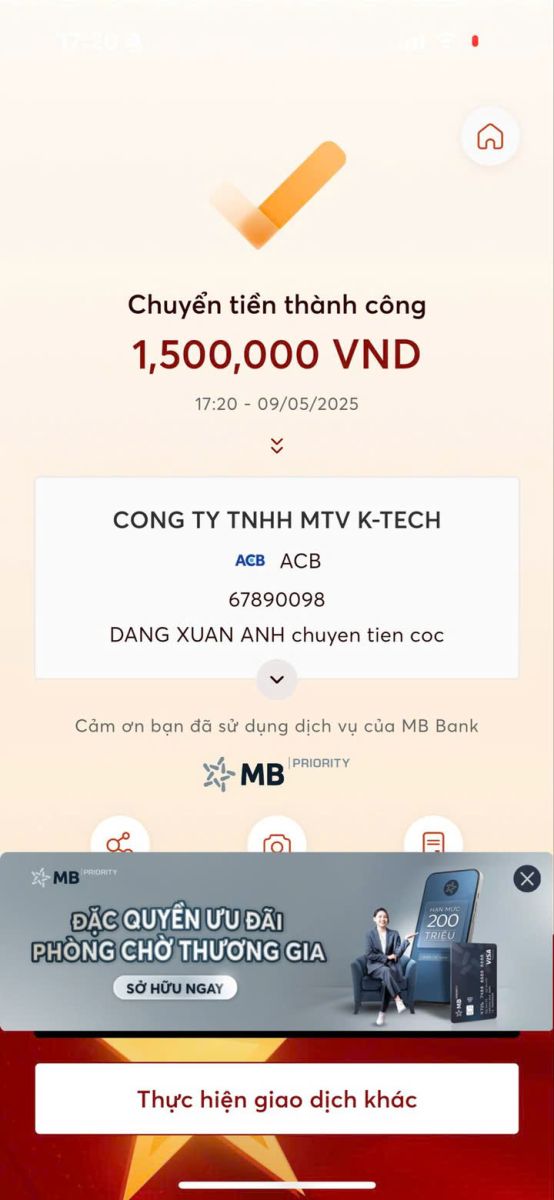 17:20
Chuyển tiền thành công
1,500,000 VND
17:20 - 09/05/2025
CONG TY TNHH MTV K-TECH
ACB ACB
67890098
DANG XUAN ANH chuyen tien coc
Cảm ơn bạn đã sử dụng dịch vụ của MB Bank
MB PRIORITY
MB PRIORITY
ĐẶC QUYỀN ƯU ĐÃI
PHÒNG CHỜ THƯƠNG GIA
SỞ HỮU NGAY
HẠN MỨC
200
TRIỆU
VISA
MB
Thực hiện giao dịch khác